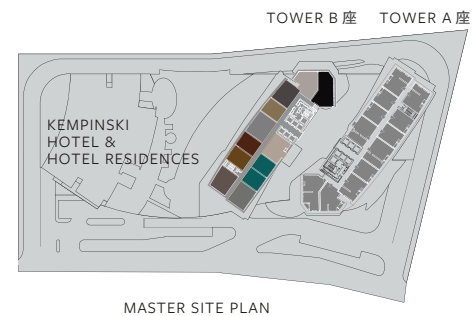 TOWER B 座 TOWER A 座
KEMPINSKI
HOTEL &
HOTEL RESIDENCES
MASTER SITE PLAN